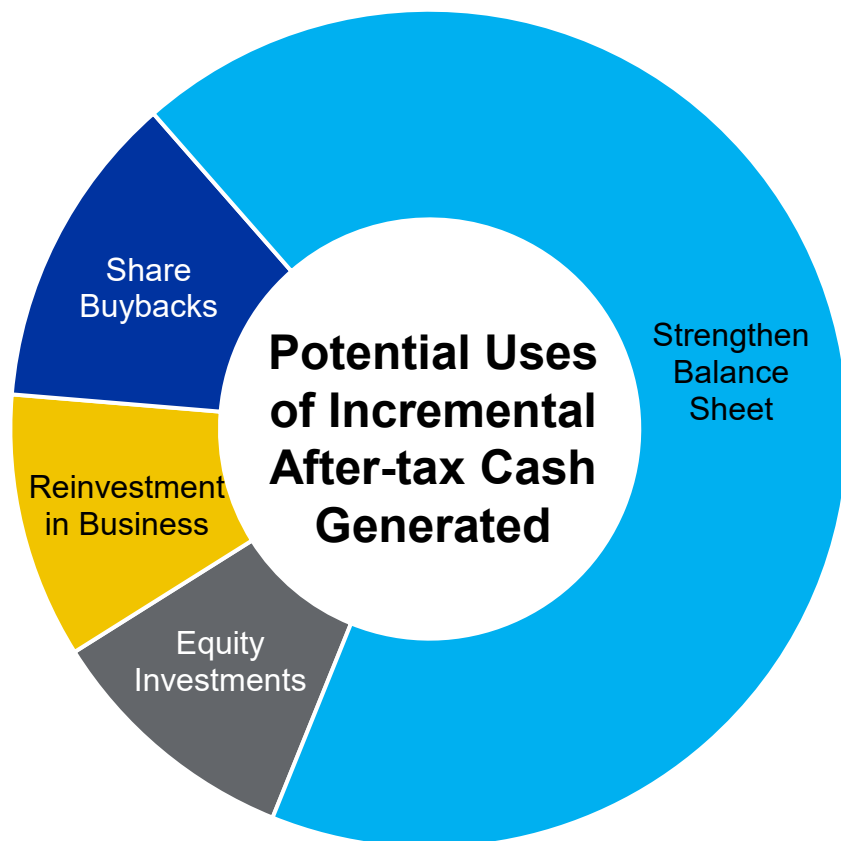 Share
Buybacks
Strengthen
Balance
Sheet
Potential Uses
of Incremental
After-tax Cash
Generated
Reinvestment
in Business
Equity
Investments